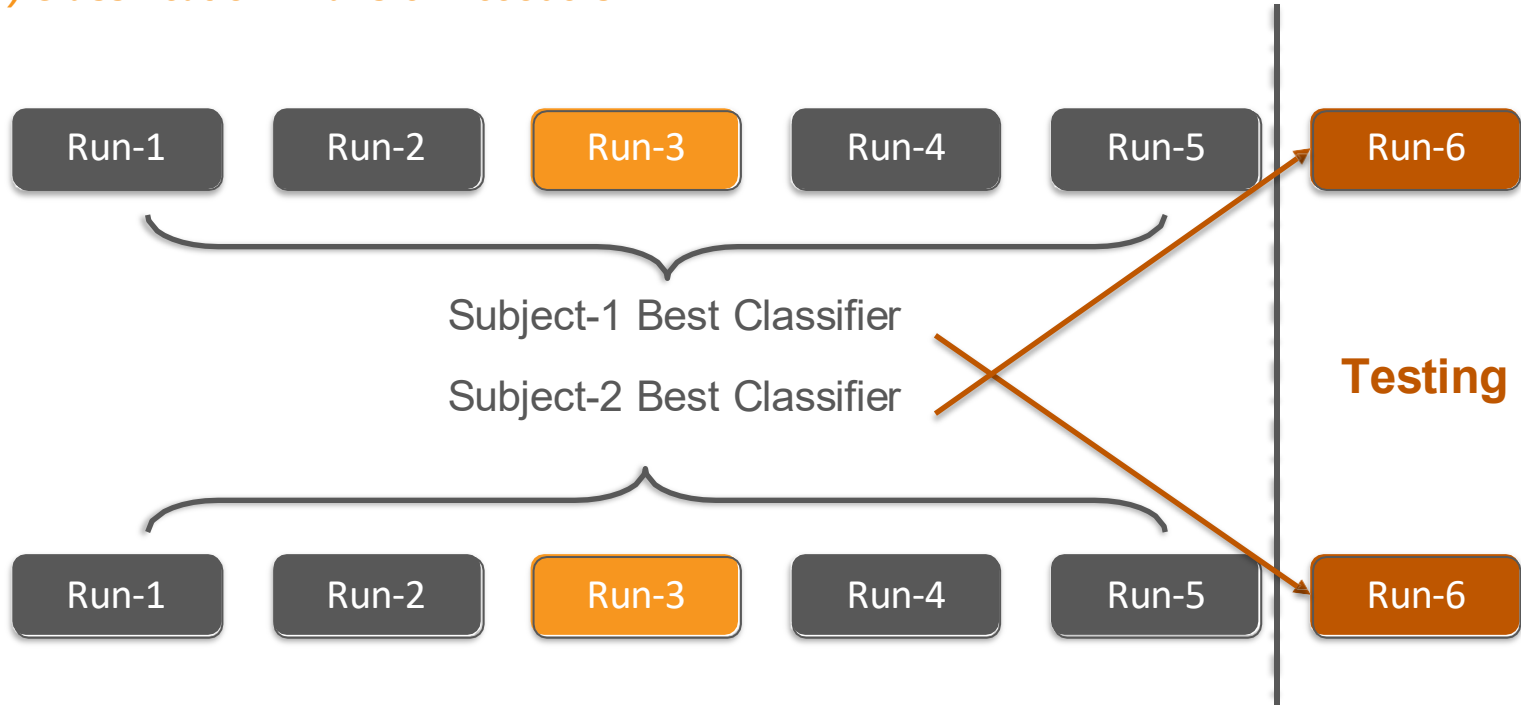 Run-1 Run-2 Run-3 Run-4 Run-5 Run-6
Subject-1 Best Classifier
Subject-2 Best Classifier
Testing
Run-1 Run-2 Run-3 Run-4 Run-5 Run-6